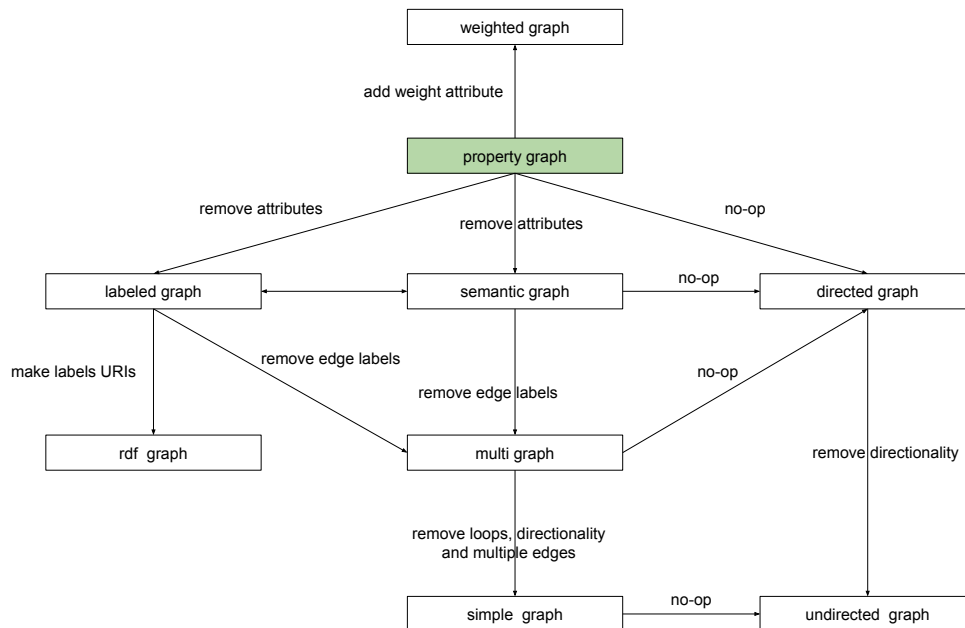 weighted graph
add weight attribute
property graph
remove attributes
remove attributes
no-op
labeled graph
semantic graph
no-op
directed graph
make labels URIs
remove edge labels
remove edge labels
no-op
rdf graph
multi graph
remove directionality
remove loops, directionality
and multiple edges
simple graph
no-op
undirected graph